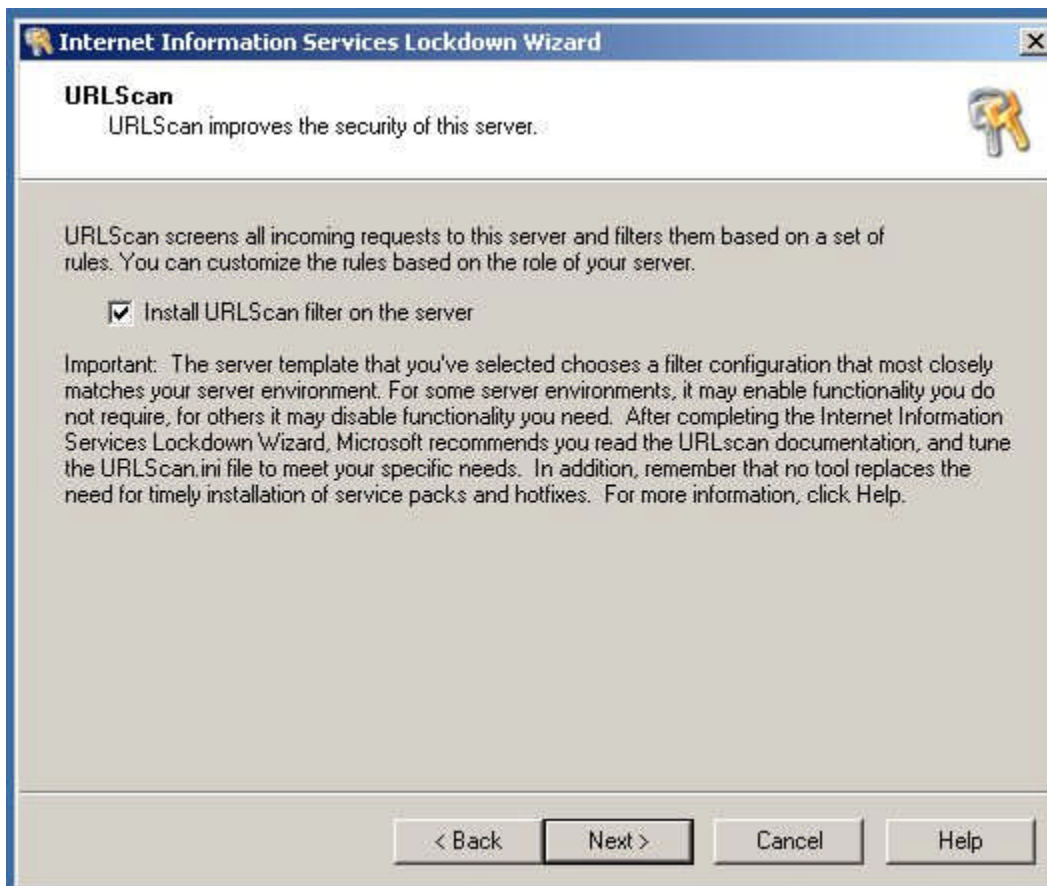 Internet Information Services Lockdown Wizard
URLScan
URLScan improves the security of this server.
URLScan screens all incoming requests to this server and filters them based on a set of
rules. You can customize the rules based on the role of your server.
Install URLScan filter on the server
Important: The server template that you've selected chooses a filter configuration that most closely
matches your server environment. For some server environments, it may enable functionality you do
not require, for others it may disable functionality you need. After completing the Internet Information
Services Lockdown Wizard, Microsoft recommends you read the URLscan documentation, and tune
the URLScan.ini file to meet your specific needs. In addition, remember that no tool replaces the
need for timely installation of service packs and hotfixes. For more information, click Help.
< Back Next > Cancel Help